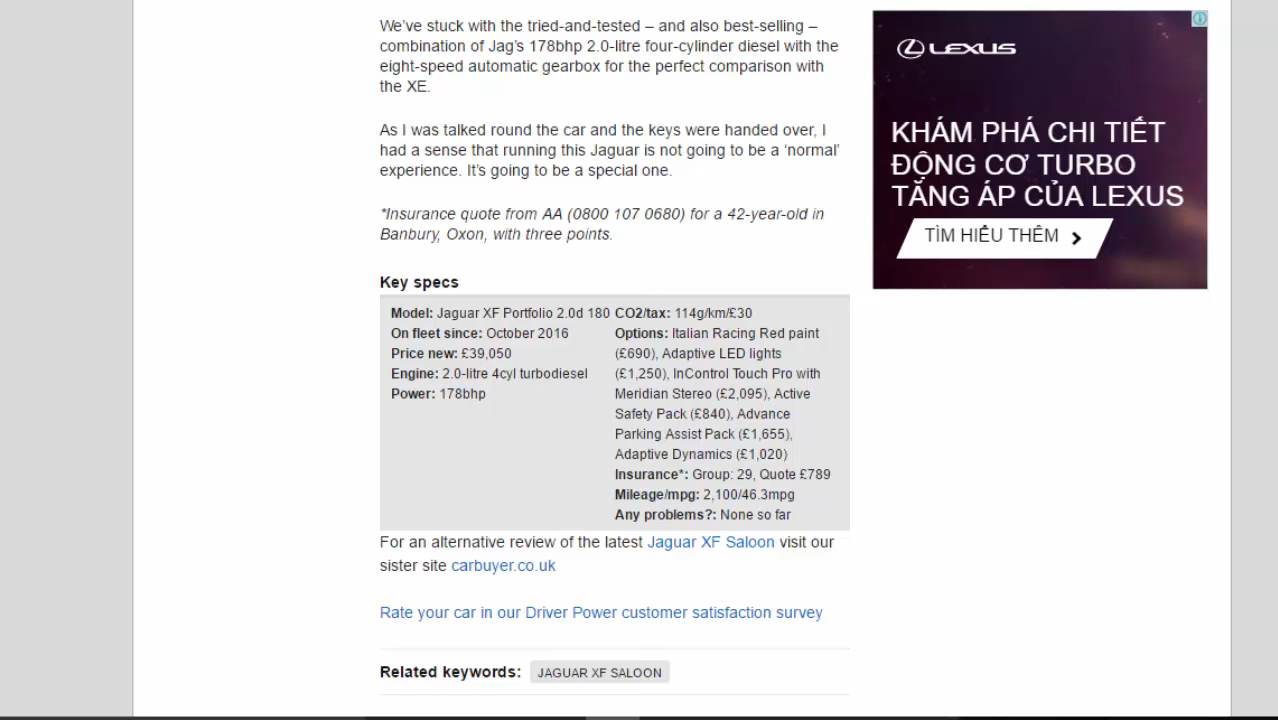 We’ve stuck with the tried-and-tested – and also best-selling –
combination of Jag’s 178bhp 2.0-litre four-cylinder diesel with the
eight-speed automatic gearbox for the perfect comparison with
the XE.
As I was talked round the car and the keys were handed over, I
had a sense that running this Jaguar is not going to be a ‘normal’
experience. It’s going to be a special one.
*Insurance quote from AA (0800 107 0680) for a 42-year-old in
Banbury, Oxon, with three points.
Key specs
Model: Jaguar XF Portfolio 2.0d 180
On fleet since: October 2016
Price new: £39,050
Engine: 2.0-litre 4cyl turbodiesel
Power: 178bhp
CO2/tax: 114g/km/£30
Options: Italian Racing Red paint
(£690), Adaptive LED lights
(£1,250), InControl Touch Pro with
Meridian Stereo (£2,095), Active
Safety Pack (£840), Advance
Parking Assist Pack (£1,655),
Adaptive Dynamics (£1,020)
Insurance*: Group: 29, Quote £789
Mileage/mpg: 2,100/46.3mpg
Any problems?: None so far
For an alternative review of the latest Jaguar XF Saloon visit our
sister site carbuyer.co.uk
Rate your car in our Driver Power customer satisfaction survey
Related keywords: JAGUAR XF SALOON
LEXUS
KHÁM PHÁ CHI TIẾT
ĐỘNG CƠ TURBO
TĂNG ÁP CỦA LEXUS
TÌM HIỂU THÊM